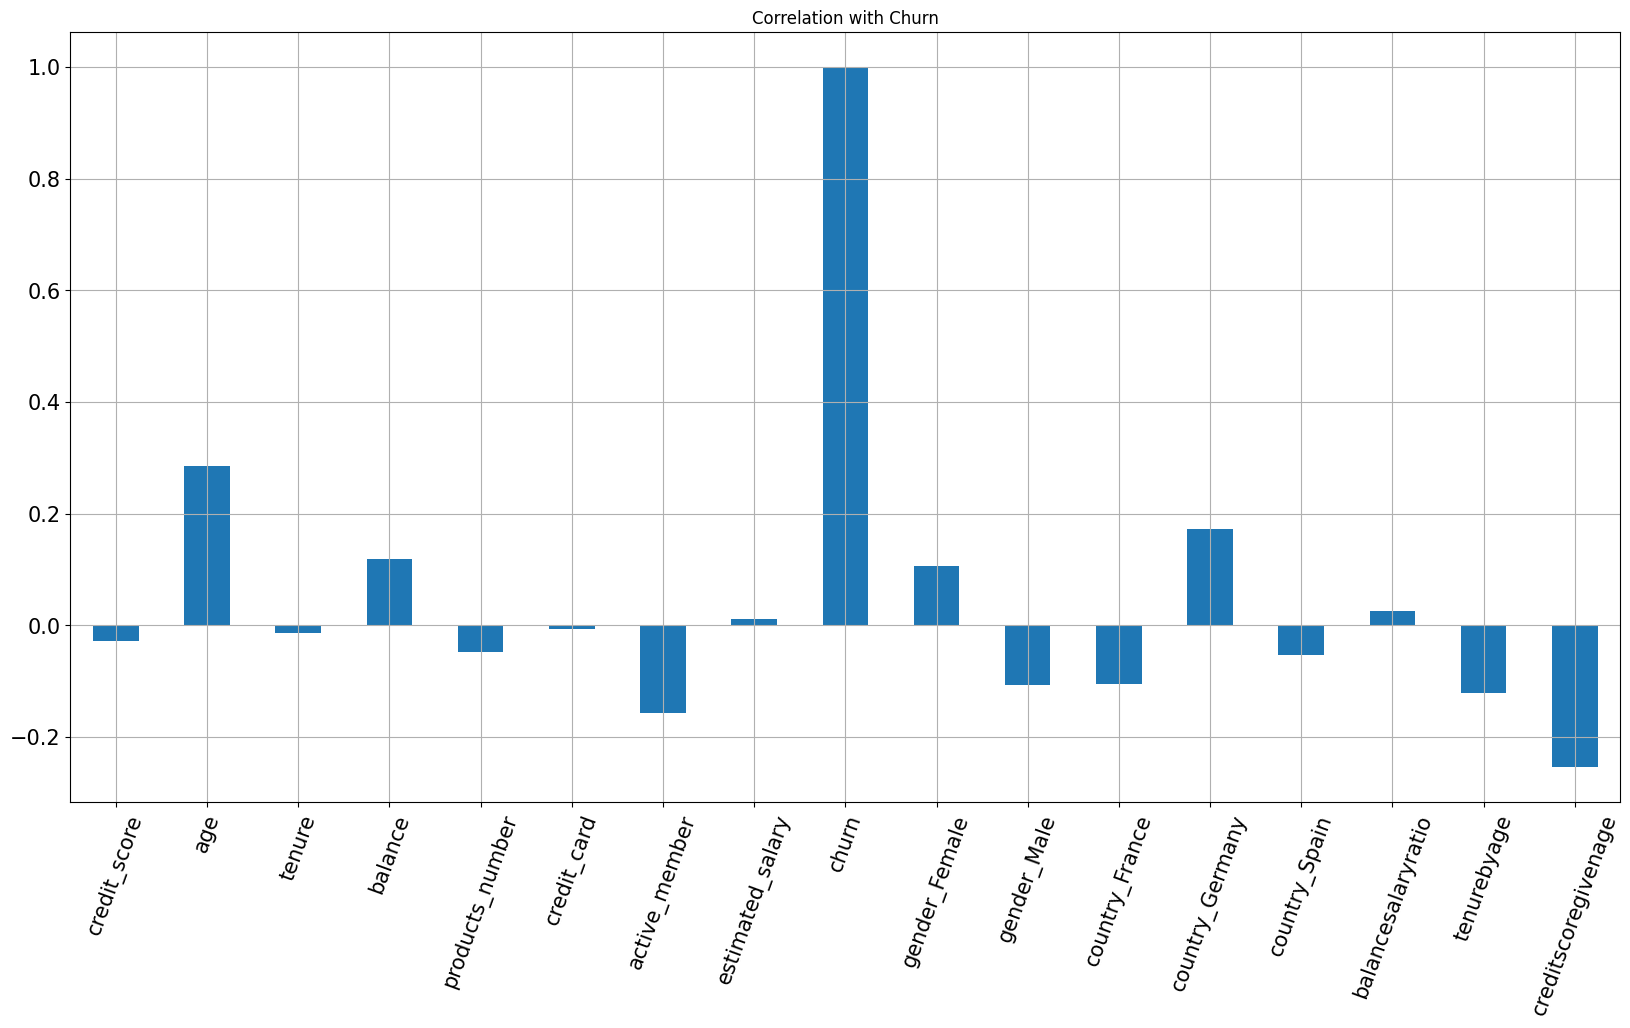 Correlation with Churn
1.0
0.8
0.6
0.4
0.2
0.0
−0.2
credit_score
age
tenure
balance
products_number
credit_card
active_member
estimated_salary
churn
gender_Female
gender_Male
country_France
country_Germany
country_Spain
balancesalaryratio
tenurebyage
creditscoregivenage